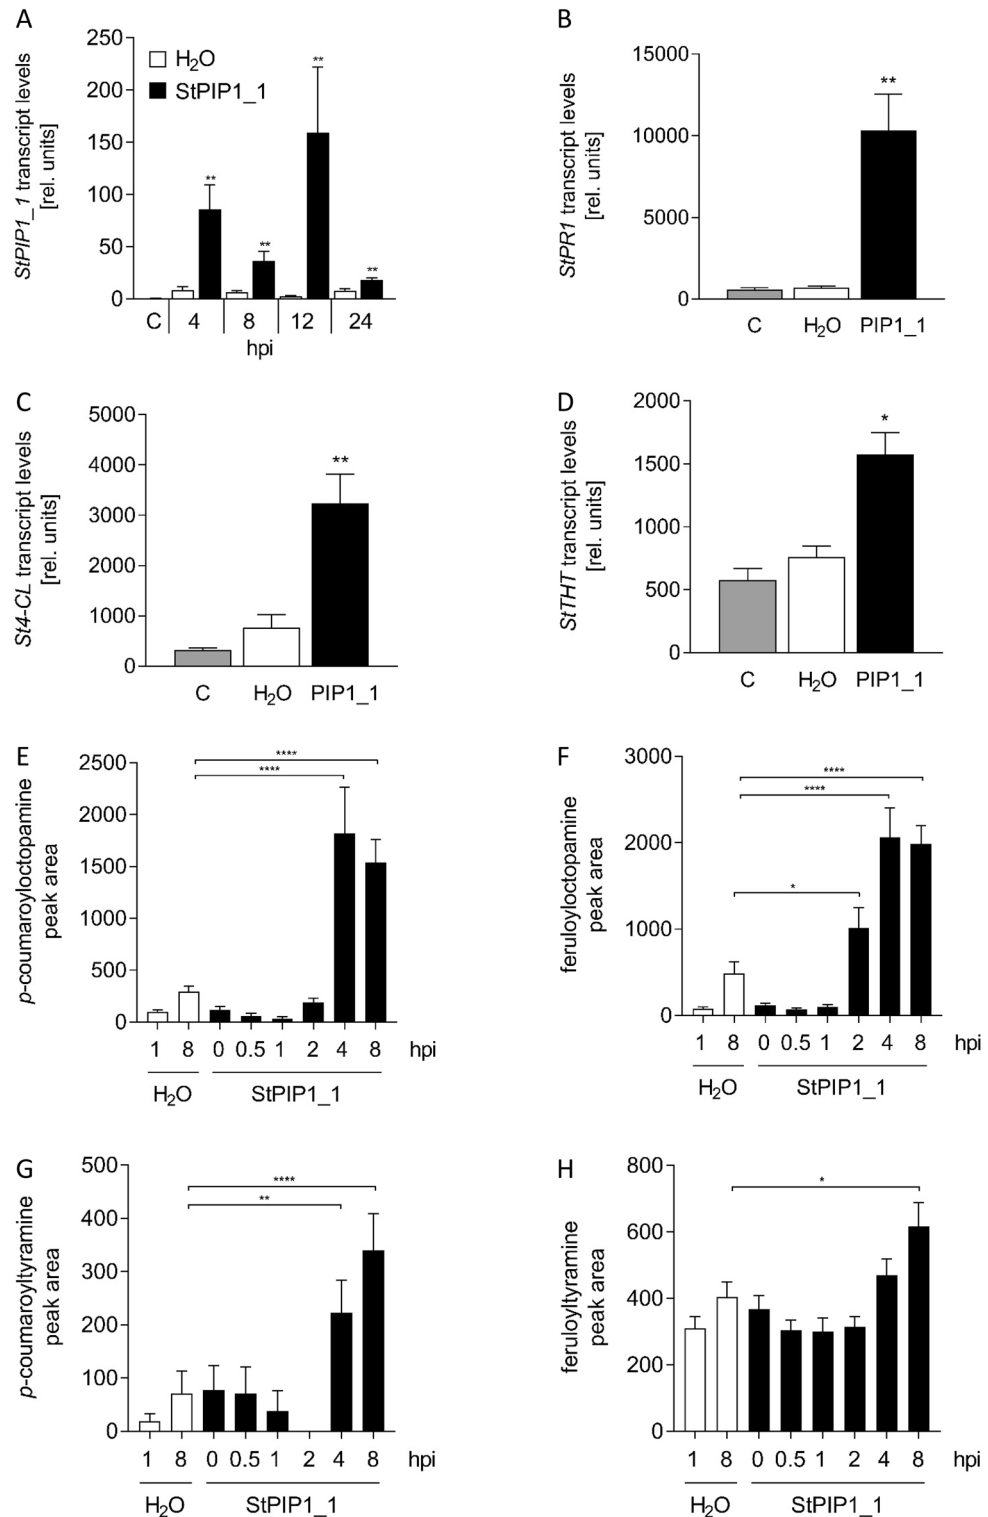 A
StPIP1_1 transcript levels
[rel. units]
250
200
150
100
50
0
H₂O
StPIP1_1
**
**
**
**
C 4 8 12 24
hpi
B
StPR1 transcript levels
[rel. units]
15000
10000
5000
0
**
C H₂O PIP1_1
C
St4-CL transcript levels
[rel. units]
5000
4000
3000
2000
1000
0
**
C H₂O PIP1_1
D
StTHT transcript levels
[rel. units]
2000
1500
1000
500
0
*
C H₂O PIP1_1
E
p-coumaroyloctopamine
peak area
2500
2000
1500
1000
500
0
****
****
1 8 0 0.5 1 2 4 8 hpi
H₂O StPIP1_1
F
feruloyloctopamine
peak area
3000
2000
1000
0
****
****
*
1 8 0 0.5 1 2 4 8 hpi
H₂O StPIP1_1
G
p-coumaroyltyramine
peak area
500
400
300
200
100
0
****
**
1 8 0 0.5 1 2 4 8 hpi
H₂O StPIP1_1
H
feruloyltyramine
peak area
800
600
400
200
0
*
1 8 0 0.5 1 2 4 8 hpi
H₂O StPIP1_1